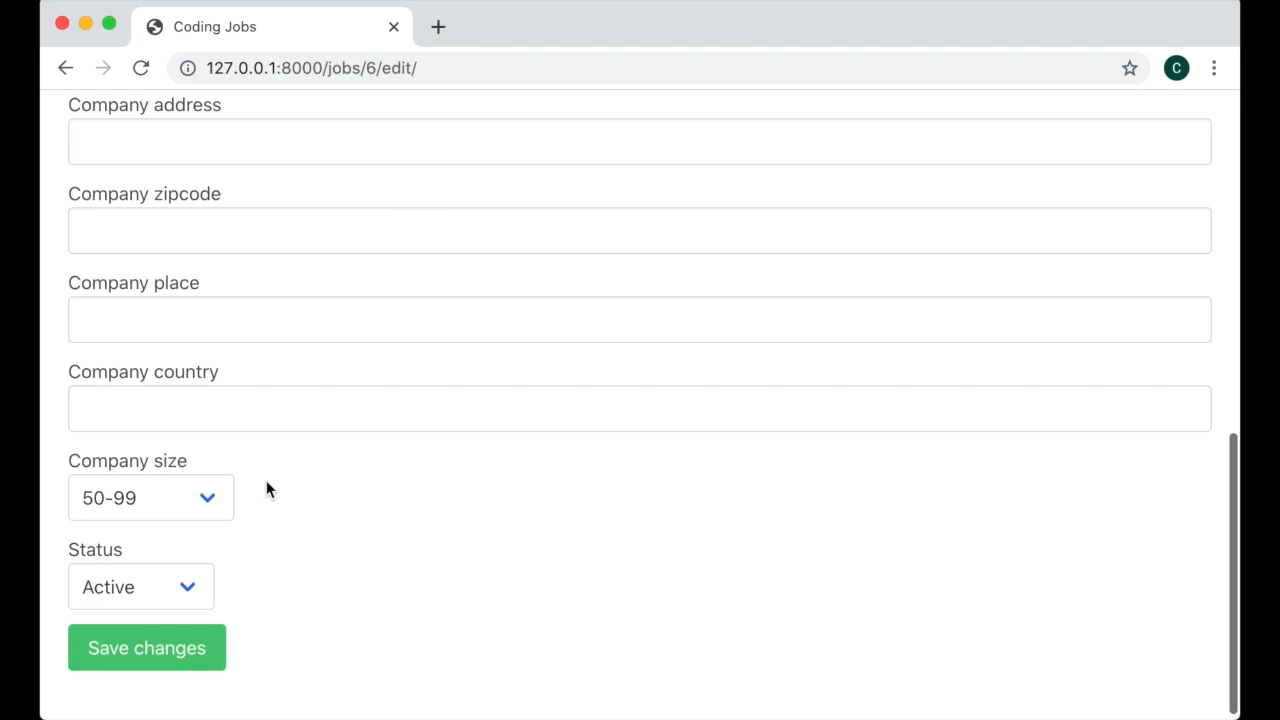 Coding Jobs
127.0.0.1:8000/jobs/6/edit/
C
Company address
Company zipcode
Company place
Company country
Company size
50-99
Status
Active
Save changes